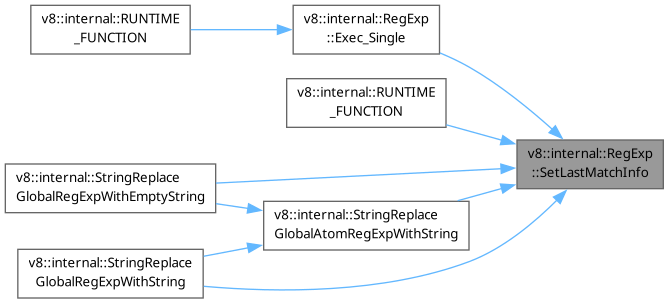 v8::internal::RUNTIME
_FUNCTION
v8::internal::RegExp
::Exec_Single
v8::internal::RUNTIME
_FUNCTION
v8::internal::RegExp
::SetLastMatchInfo
v8::internal::StringReplace
GlobalRegExpWithEmptyString
v8::internal::StringReplace
GlobalAtomRegExpWithString
v8::internal::StringReplace
GlobalRegExpWithString